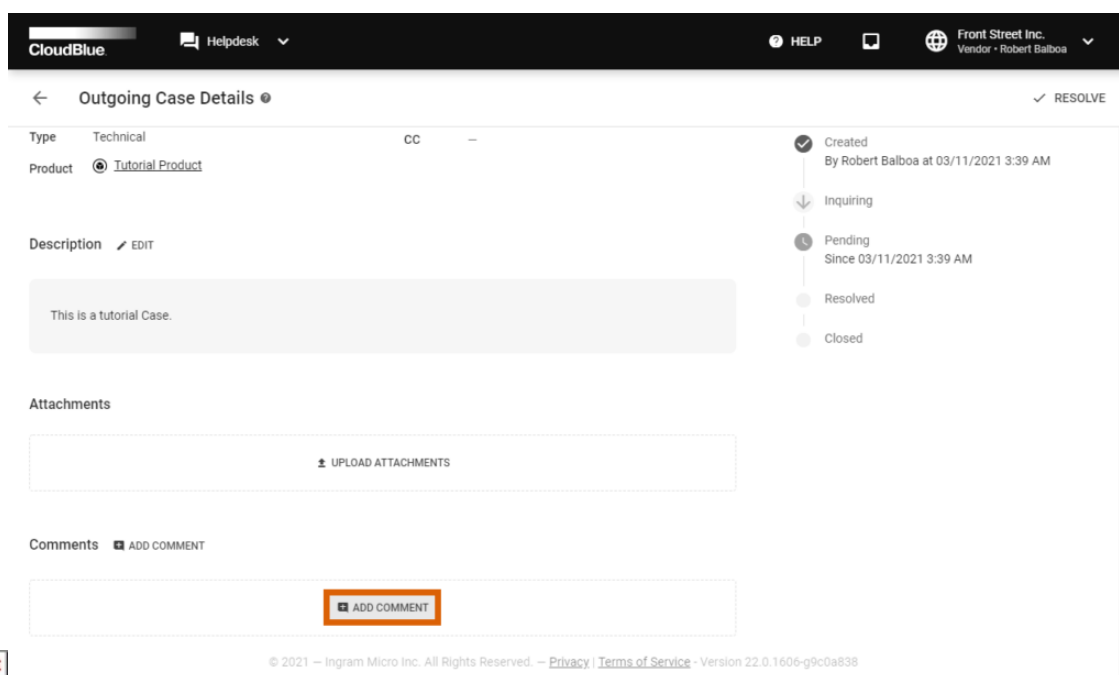 CloudBlue
Helpdesk
HELP
Front Street Inc.
Vendor • Robert Balboa
Outgoing Case Details
RESOLVE
Type Technical CC –
Product Tutorial Product
Created
By Robert Balboa at 03/11/2021 3:39 AM
Inquiring
Pending
Since 03/11/2021 3:39 AM
Resolved
Closed
Description EDIT
This is a tutorial Case.
Attachments
UPLOAD ATTACHMENTS
Comments ADD COMMENT
ADD COMMENT
© 2021 – Ingram Micro Inc. All Rights Reserved. – Privacy | Terms of Service - Version 22.0.1606-g9c0a838